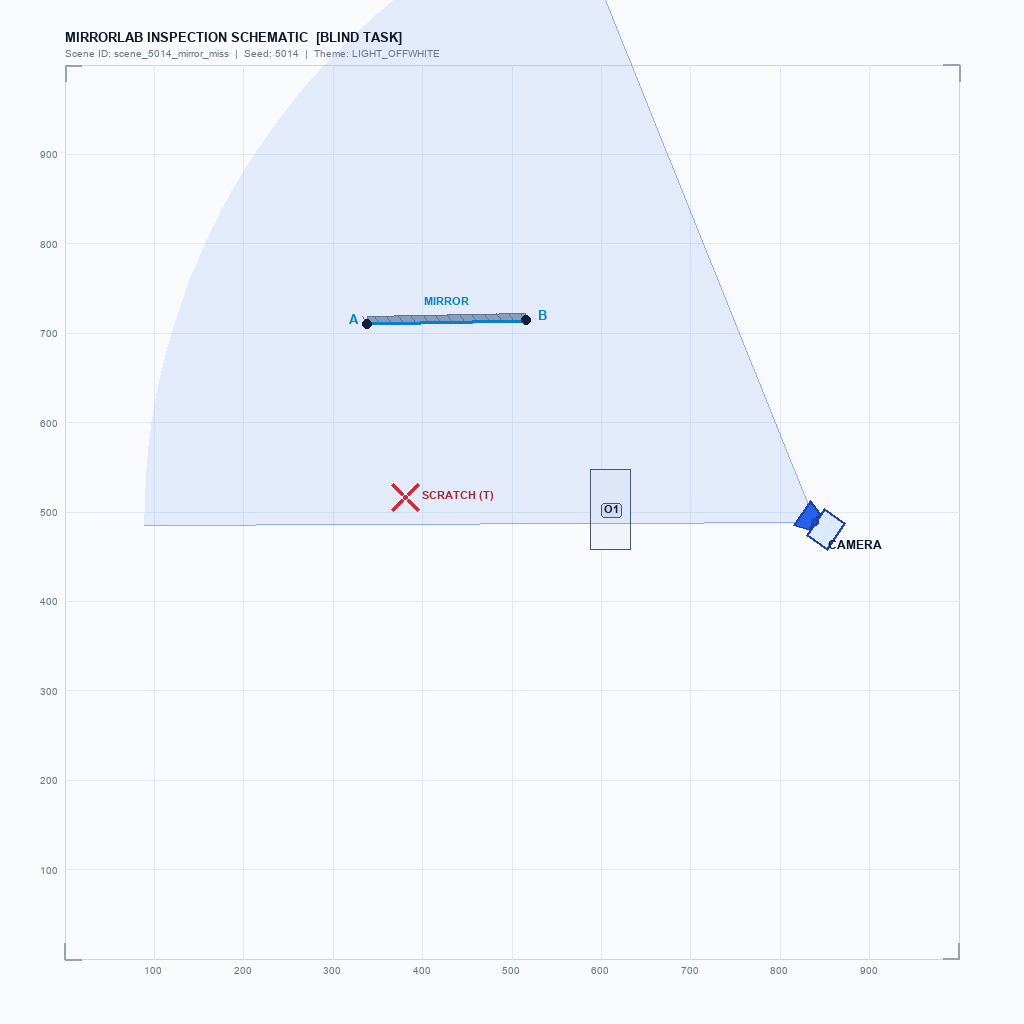 MIRRORLAB INSPECTION SCHEMATIC [BLIND TASK]
Scene ID: scene_5014_mirror_miss | Seed: 5014 | Theme: LIGHT_OFFWHITE
900
800
MIRROR
A
B
700
600
SCRATCH (T)
O1
500
CAMERA
400
300
200
100
100 200 300 400 500 600 700 800 900